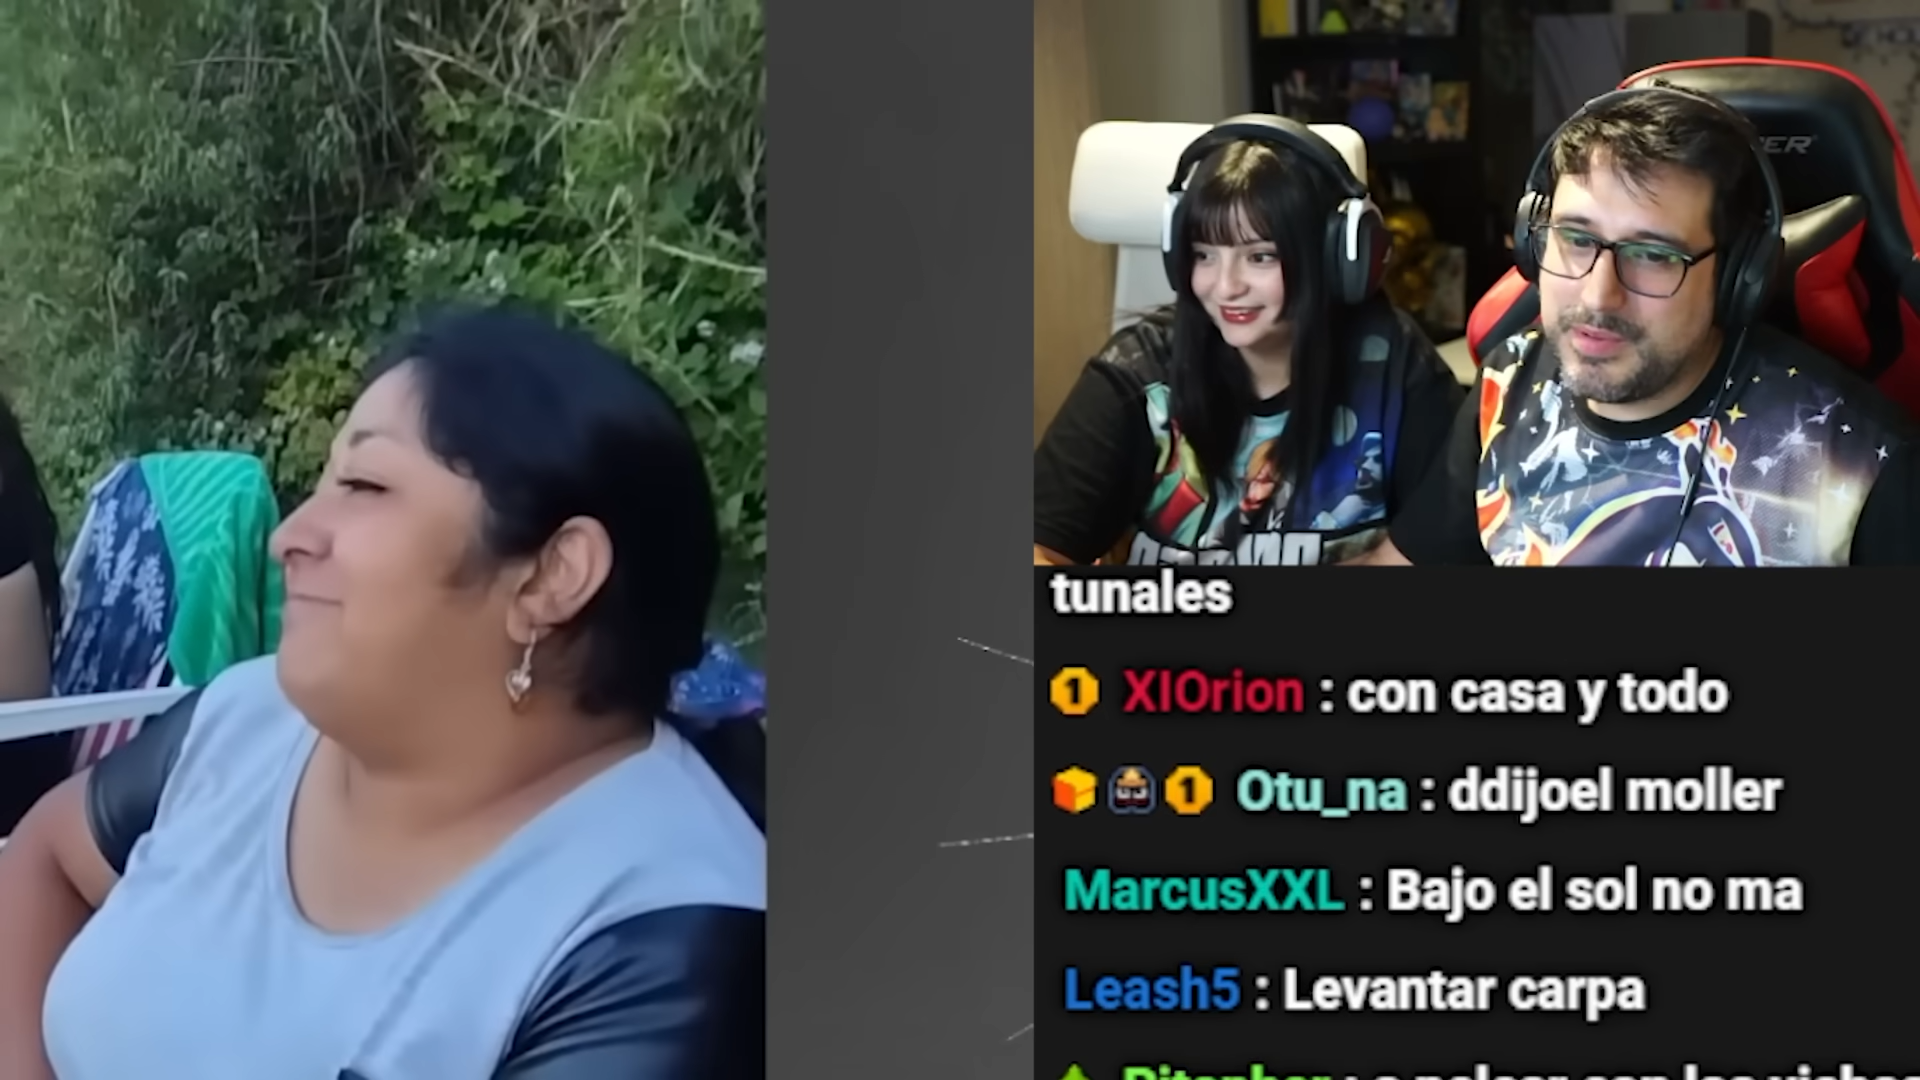 tunales
XIOrion : con casa y todo
Otu_na : ddijoel moller
MarcusXXL : Bajo el sol no ma
Leash5 : Levantar carpa